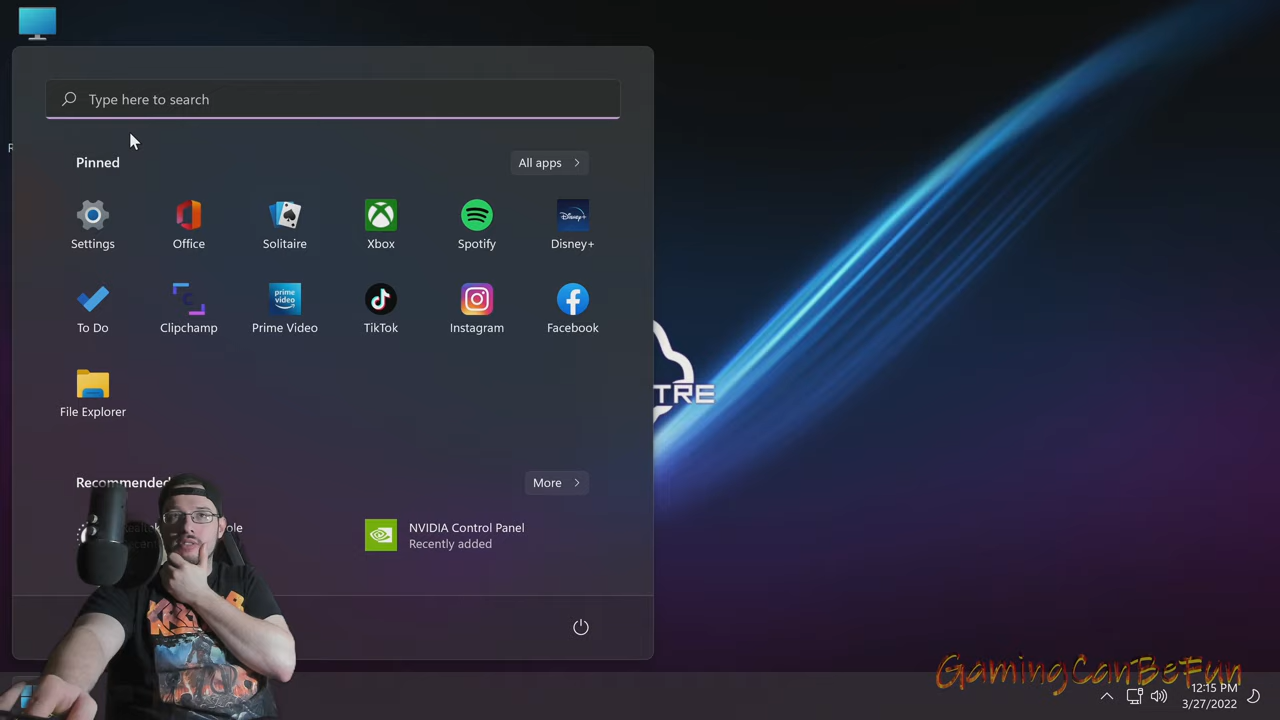 Type here to search
Pinned
All apps
Settings
Office
Solitaire
Xbox
Spotify
Disney+
To Do
Clipchamp
prime video
Prime Video
TikTok
Instagram
Facebook
File Explorer
TRE
Recommended
More
NVIDIA Control Panel
Recently added
GamingCanBeFun
12:15 PM
3/27/2022